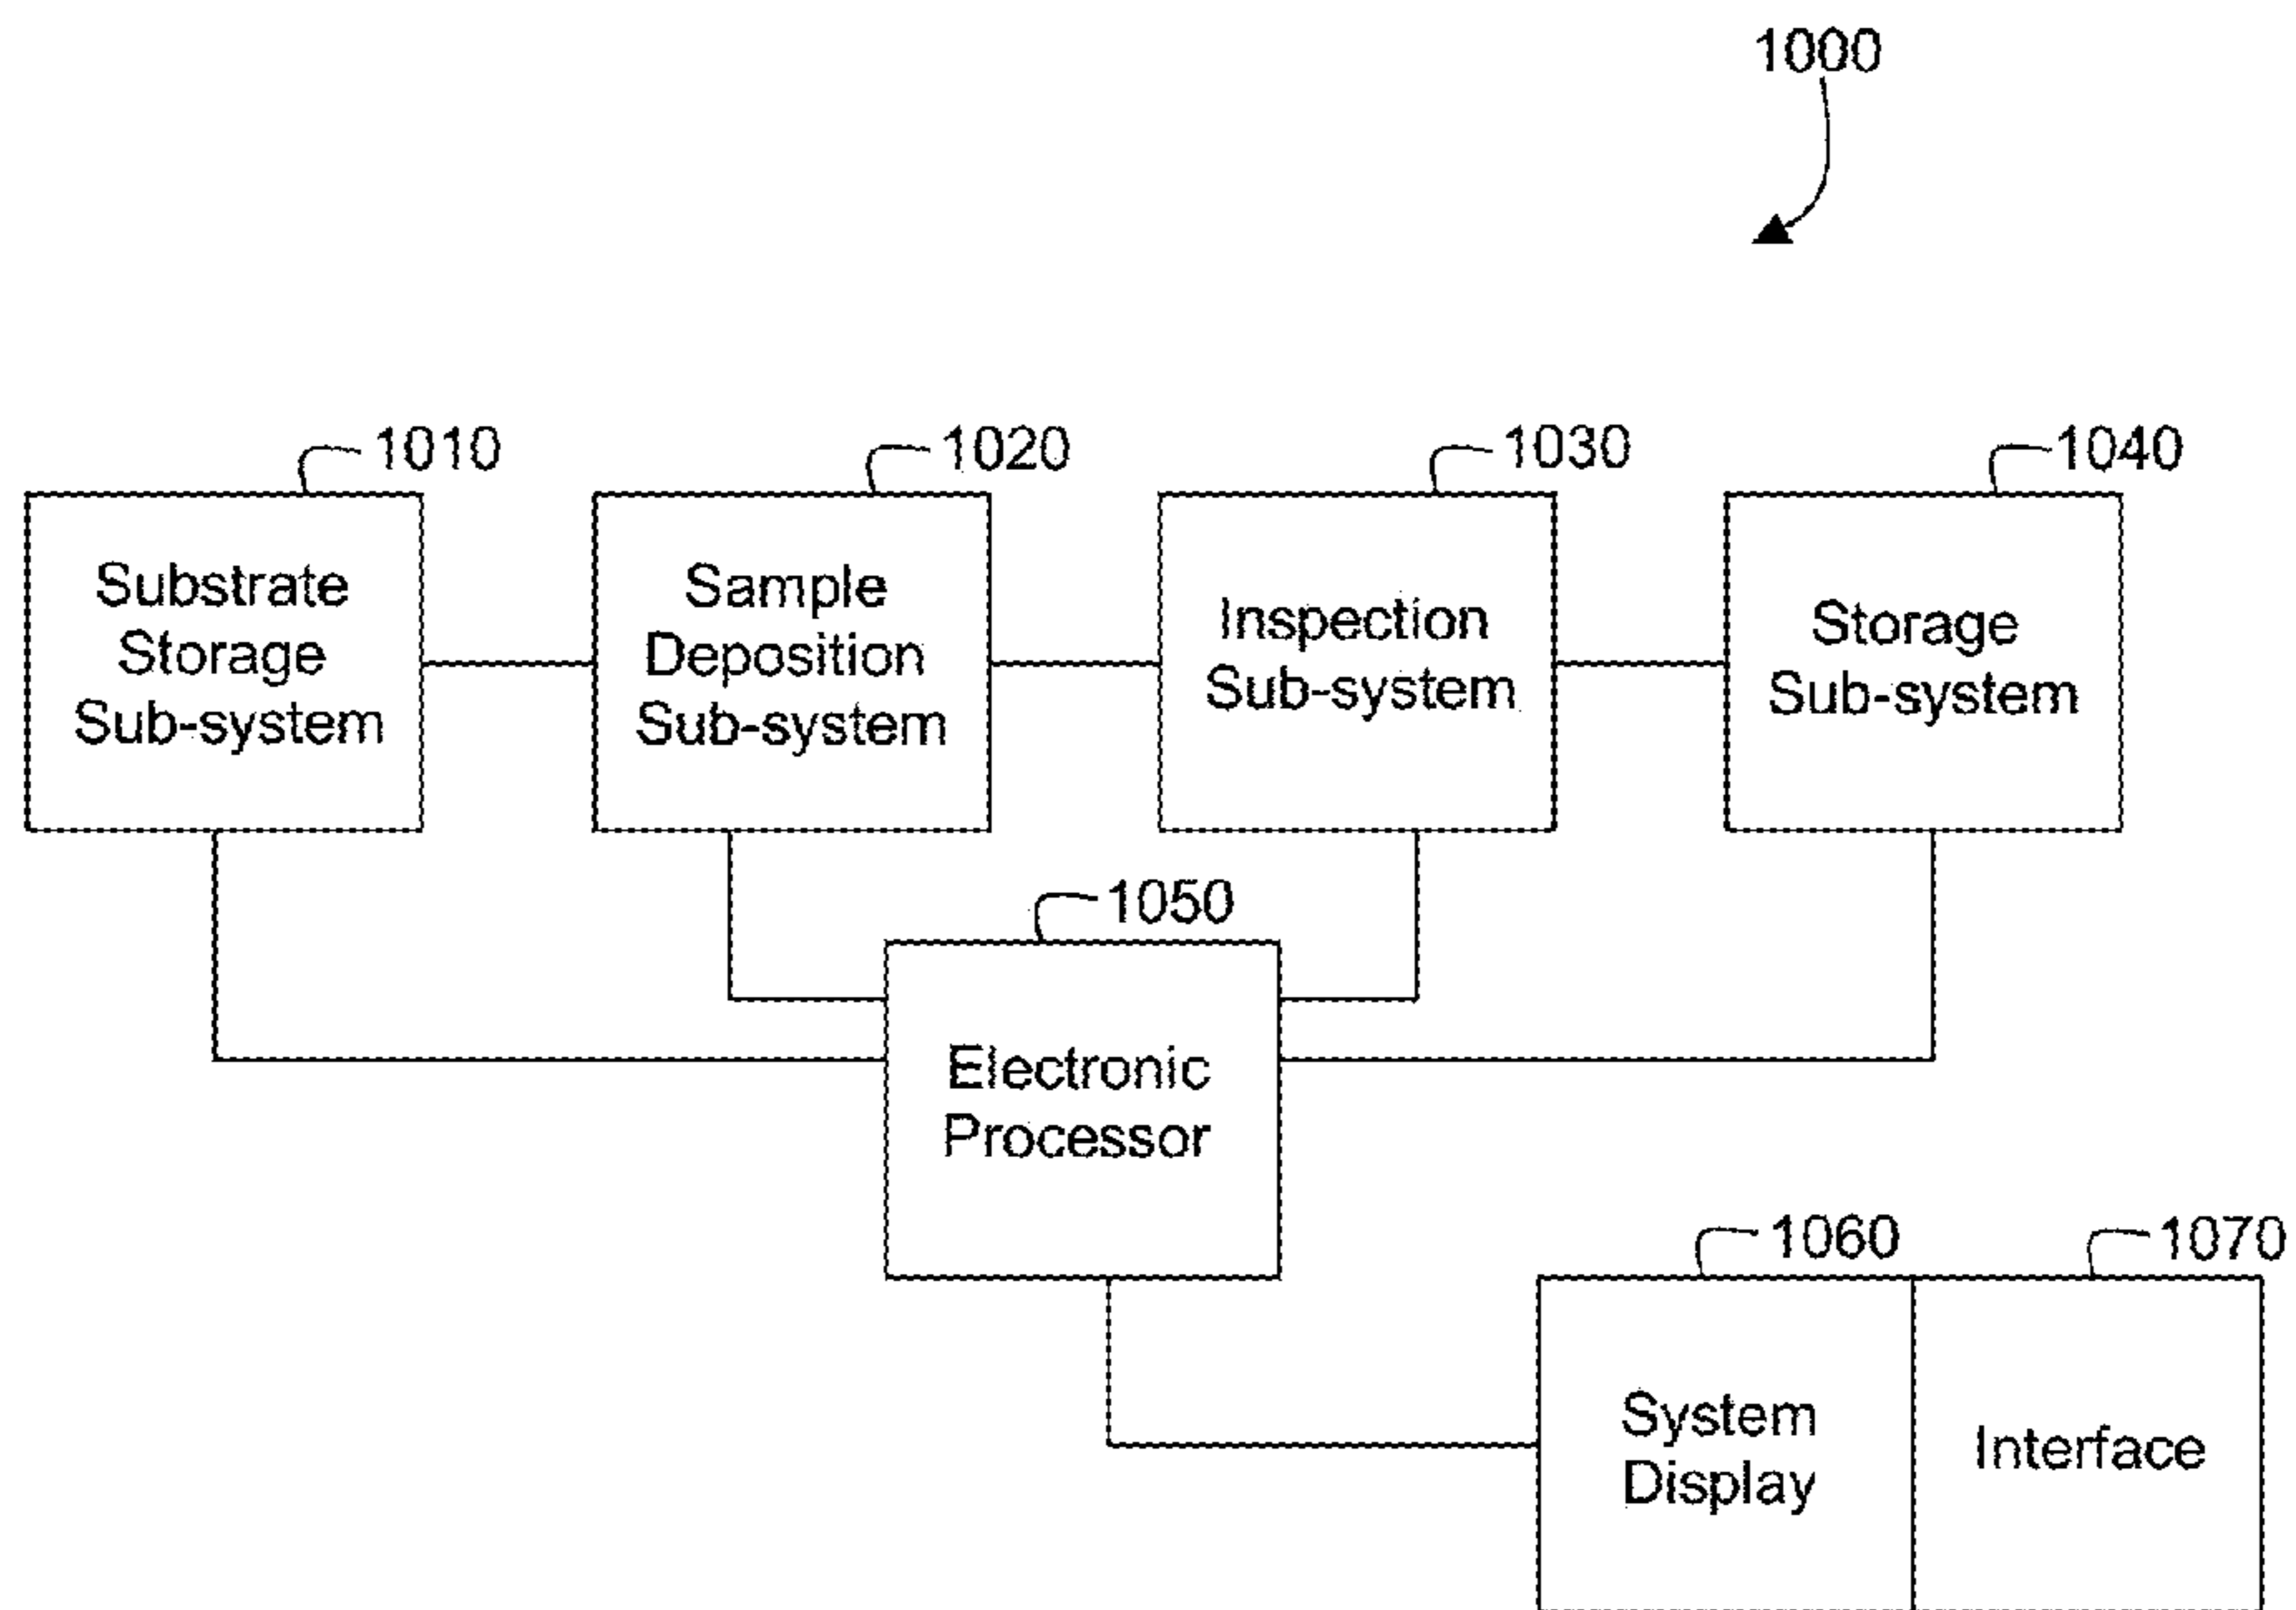 1000
1010
1020
1030
1040
Substrate
Storage
Sub-system
Sample
Deposition
Sub-system
Inspection
Sub-system
Storage
Sub-system
1050
Electronic
Processor
1060
1070
System
Display
Interface